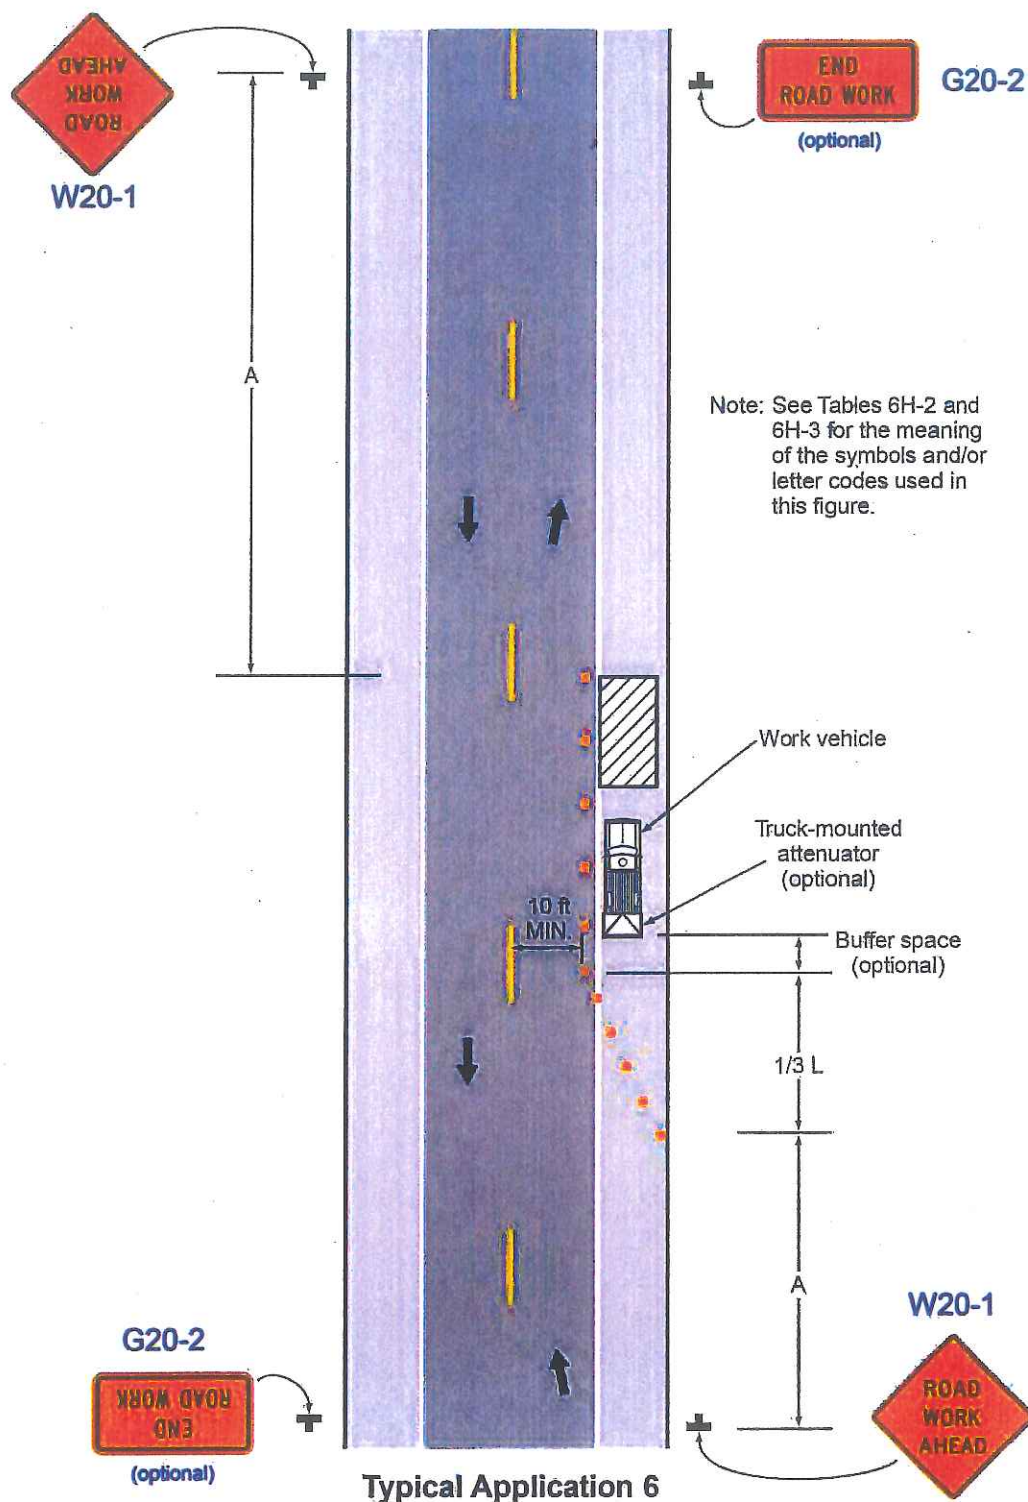 ROAD
WORK
AHEAD
W20-1
END
ROAD WORK
(optional)
G20-2
A
Note: See Tables 6H-2 and
6H-3 for the meaning
of the symbols and/or
letter codes used in
this figure.
Work vehicle
Truck-mounted
attenuator
(optional)
10 ft
MIN.
Buffer space
(optional)
1/3 L
A
W20-1
ROAD
WORK
AHEAD
G20-2
END
ROAD WORK
(optional)
Typical Application 6